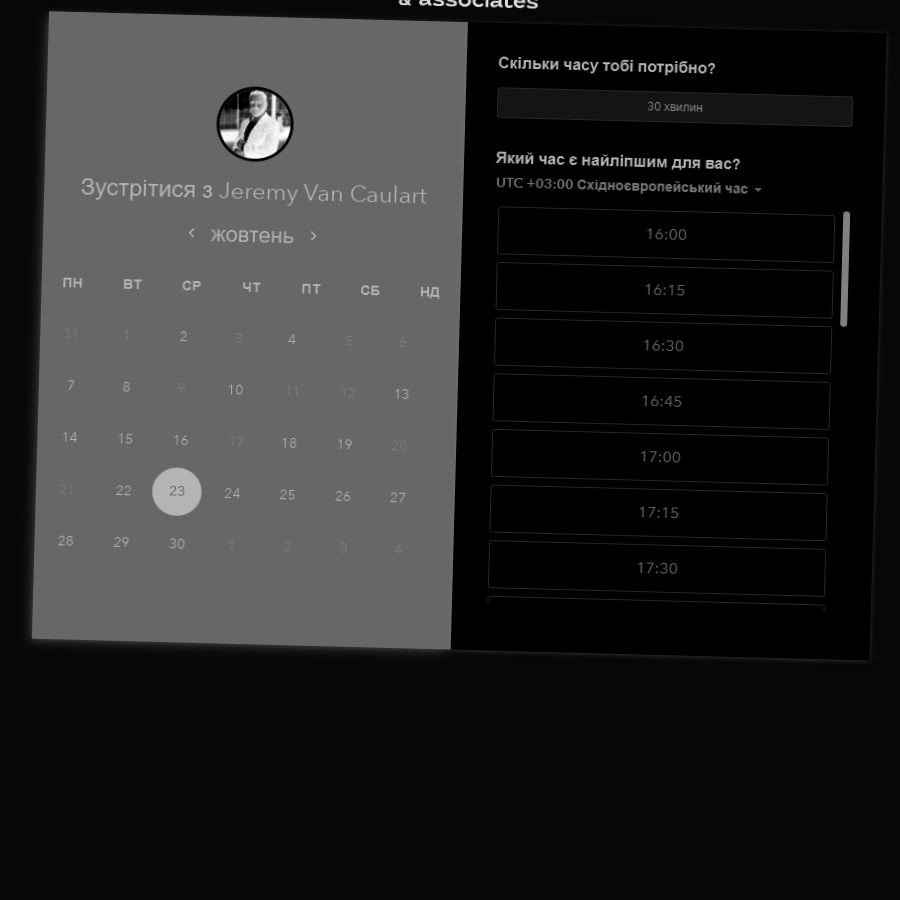 & associates
Зустрітися з Jeremy Van Caulart
жовтень
ПН ВТ СР ЧТ ПТ СБ НД
31 1 2 3 4 5 6
7 8 9 10 11 12 13
14 15 16 17 18 19 20
21 22 23 24 25 26 27
28 29 30 1 2 3 4
Скільки часу тобі потрібно?
30 хвилин
Який час є найліпшим для вас?
UTC +03:00 Східноєвропейський час
16:00
16:15
16:30
16:45
17:00
17:15
17:30